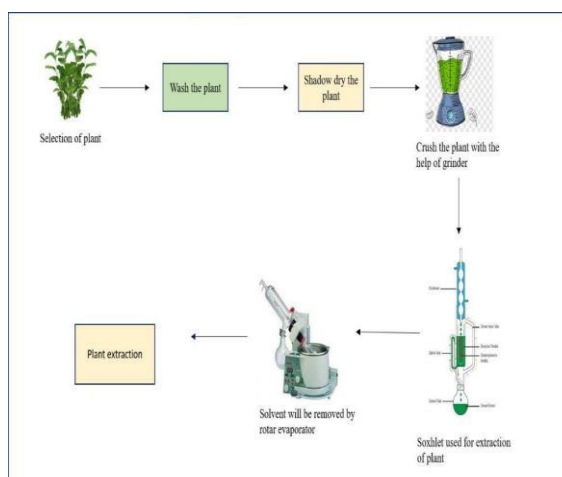 Selection of plant
Wash the plant
Shadow dry the
plant
Crush the plant with the
help of grinder
Soxhlet used for extraction
of plant
Solvent will be removed by
rotar evaporator
Plant extraction